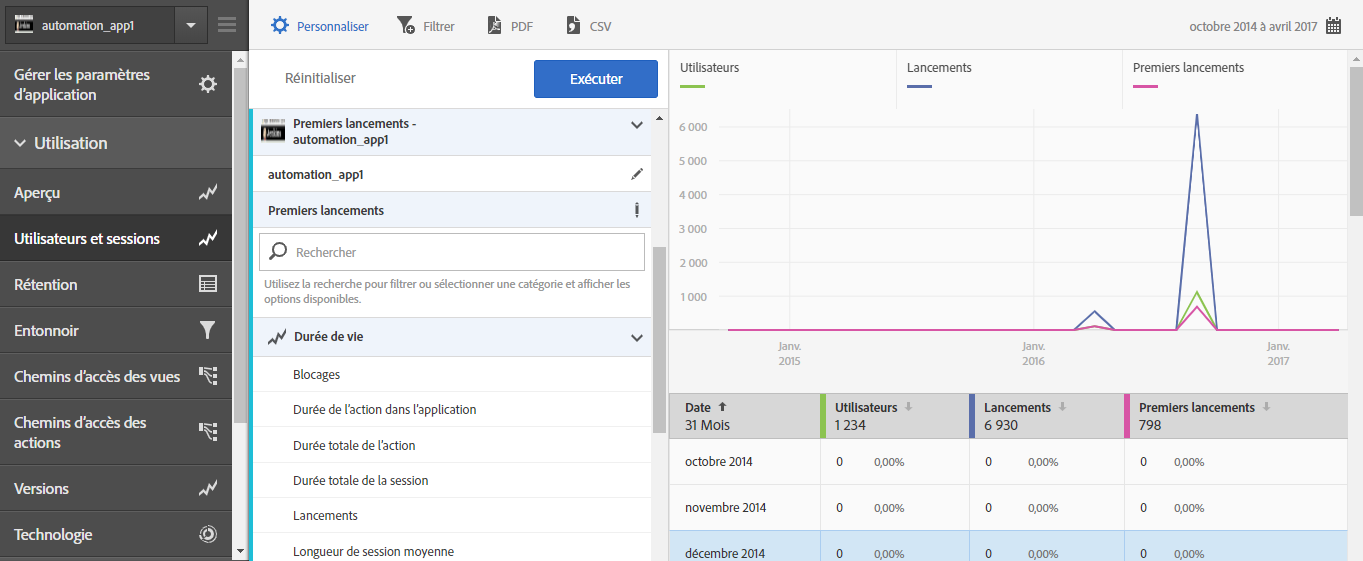 automation_app1
Personnaliser
Filtrer
PDF
CSV
octobre 2014 à avril 2017
Gérer les paramètres
d'application
Utilisation
Aperçu
Utilisateurs et sessions
Rétention
Entonnoir
Chemins d'accès des vues
Chemins d'accès des
actions
Versions
Technologie
Réinitialiser
Exécuter
Premiers lancements -
automation_app1
automation_app1
Premiers lancements
Rechercher
Utilisez la recherche pour filtrer ou sélectionner une catégorie et afficher les
options disponibles.
Durée de vie
Blocages
Durée de l'action dans l'application
Durée totale de l'action
Durée totale de la session
Lancements
Longueur de session moyenne
Utilisateurs
Lancements
Premiers lancements
6 000
5 000
4 000
3 000
2 000
1 000
Janv.
2015
Janv.
2016
Janv.
2017
Date Utilisateurs Lancements Premiers lancements
31 Mois 1 234 6 930 798
octobre 2014 0 0,00% 0 0,00% 0 0,00%
novembre 2014 0 0,00% 0 0,00% 0 0,00%
décembre 2014 0 0,00% 0 0,00% 0 0,00%